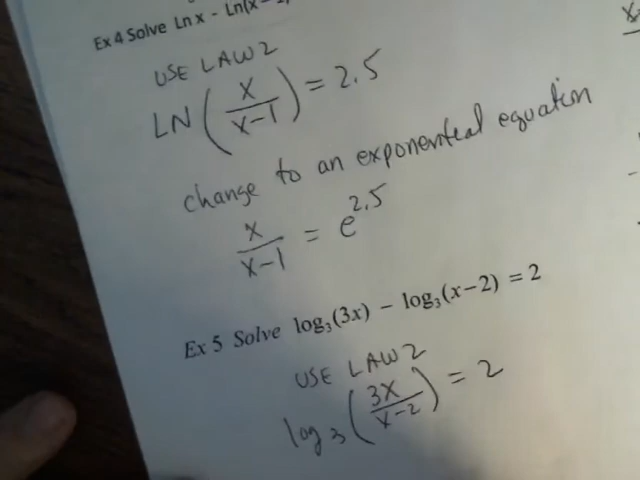 Ex 4 Solve Ln x - Ln(x-
USE LAW 2
LN (x/x-1) = 2.5
change to an exponential equation
x/x-1 = e^2.5
Ex 5 Solve log₃(3x) - log₃(x-2) = 2
USE LAW 2
log₃ (3x/x-2) = 2